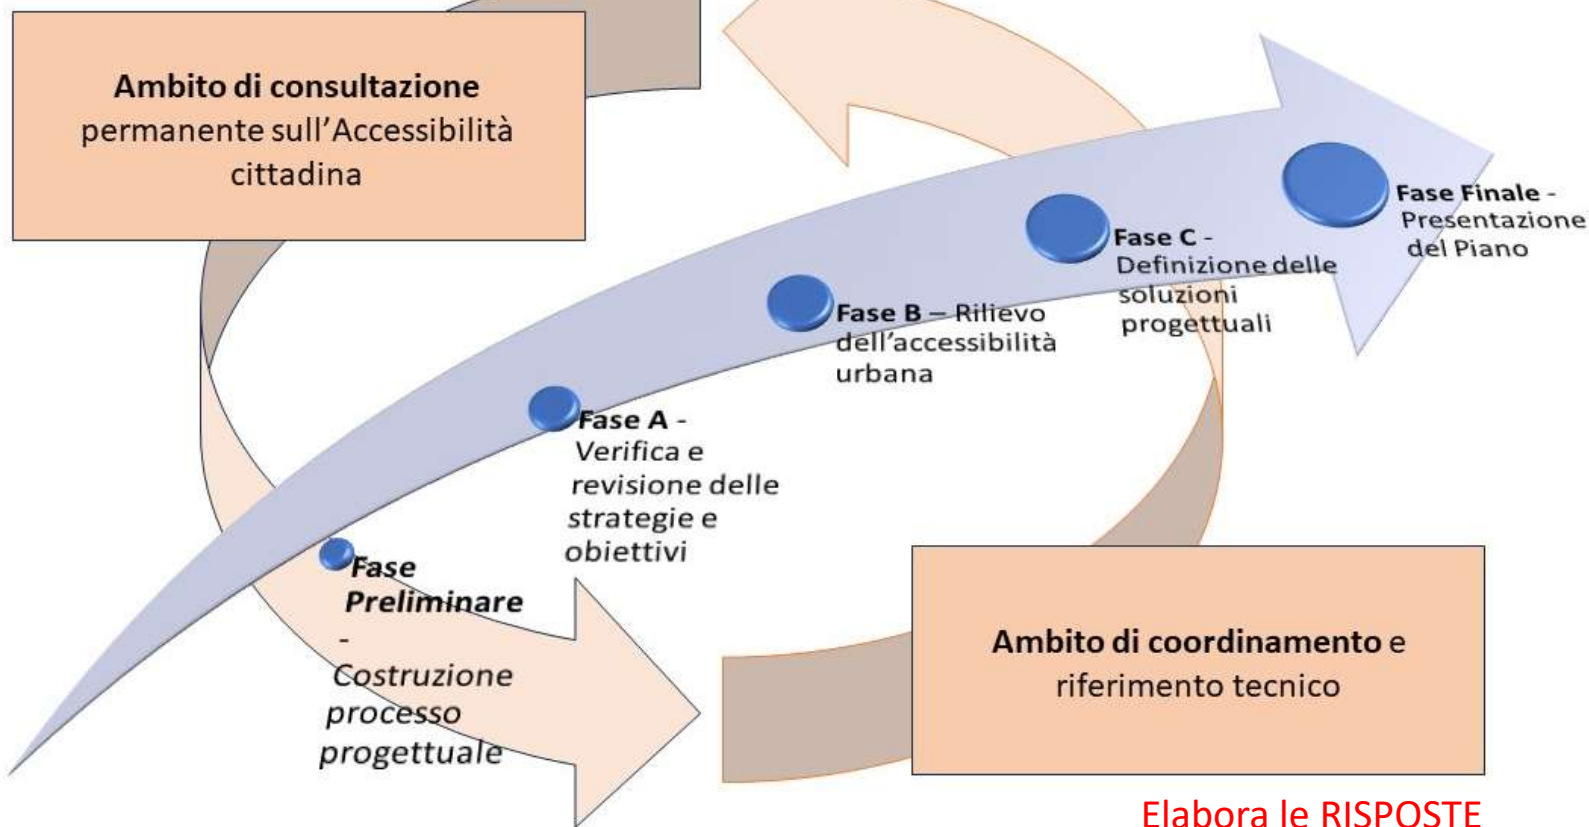 Ambito di consultazione
permanente sull'Accessibilità
cittadina
Fase Finale -
Presentazione
del Piano
Fase C -
Definizione delle
soluzioni
progettuali
Fase B – Rilievo
dell'accessibilità
urbana
Fase A -
Verifica e
revisione delle
strategie e
obiettivi
Fase
Preliminare
-
Costruzione
processo
progettuale
Ambito di coordinamento e
riferimento tecnico
Elabora le RISPOSTE